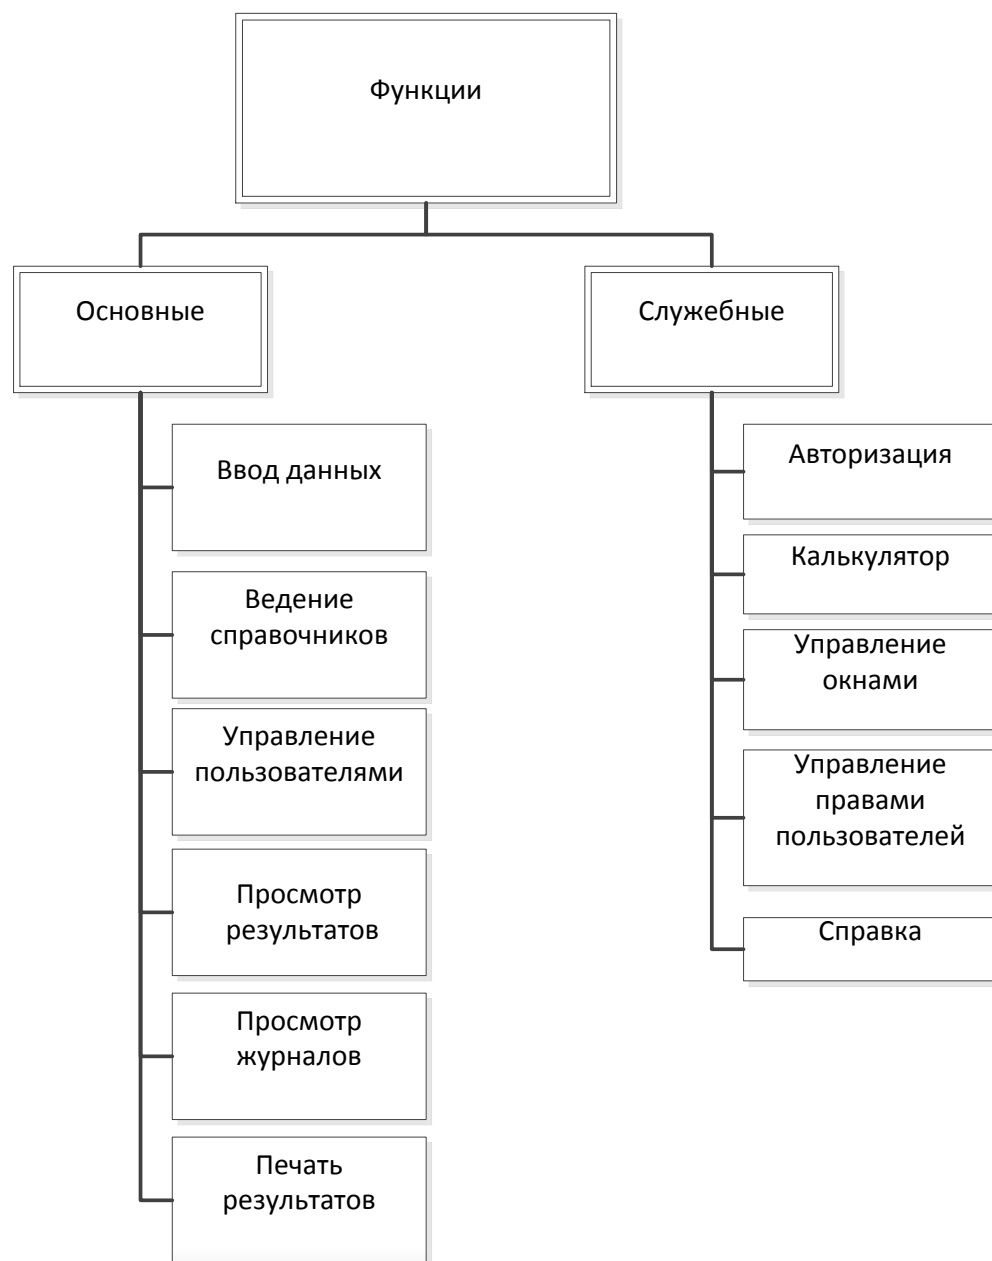 Функции
Основные
Служебные
Ввод данных
Ведение
справочников
Управление
пользователями
Просмотр
результатов
Просмотр
журналов
Печать
результатов
Авторизация
Калькулятор
Управление
окнами
Управление
правами
пользователей
Справка